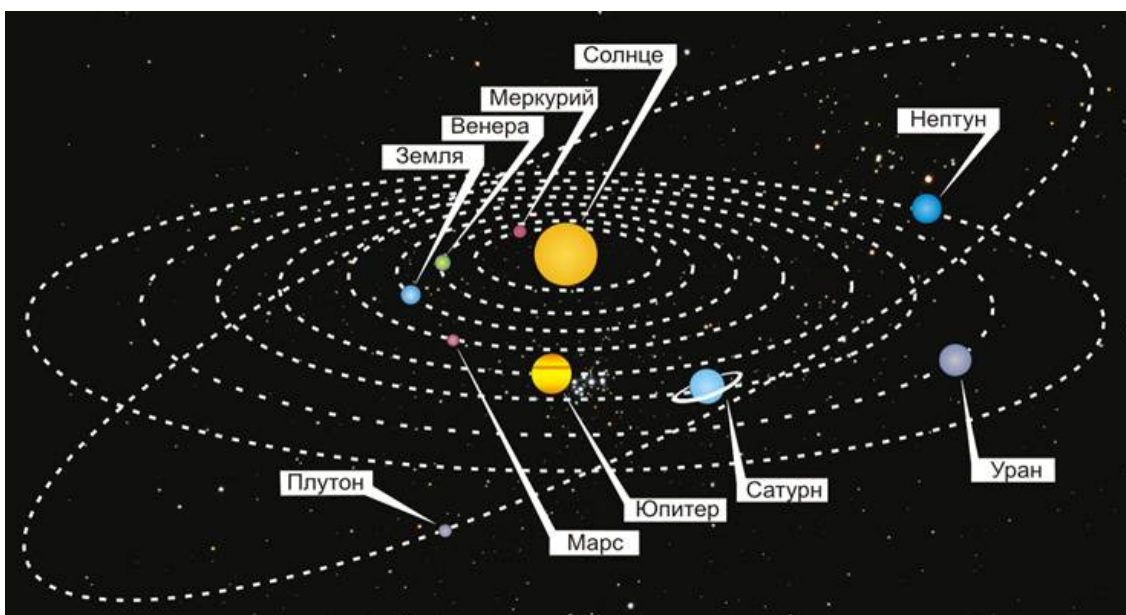 Солнце
Меркурий
Венера
Земля
Нептун
Плутон
Марс
Юпитер
Сатурн
Уран